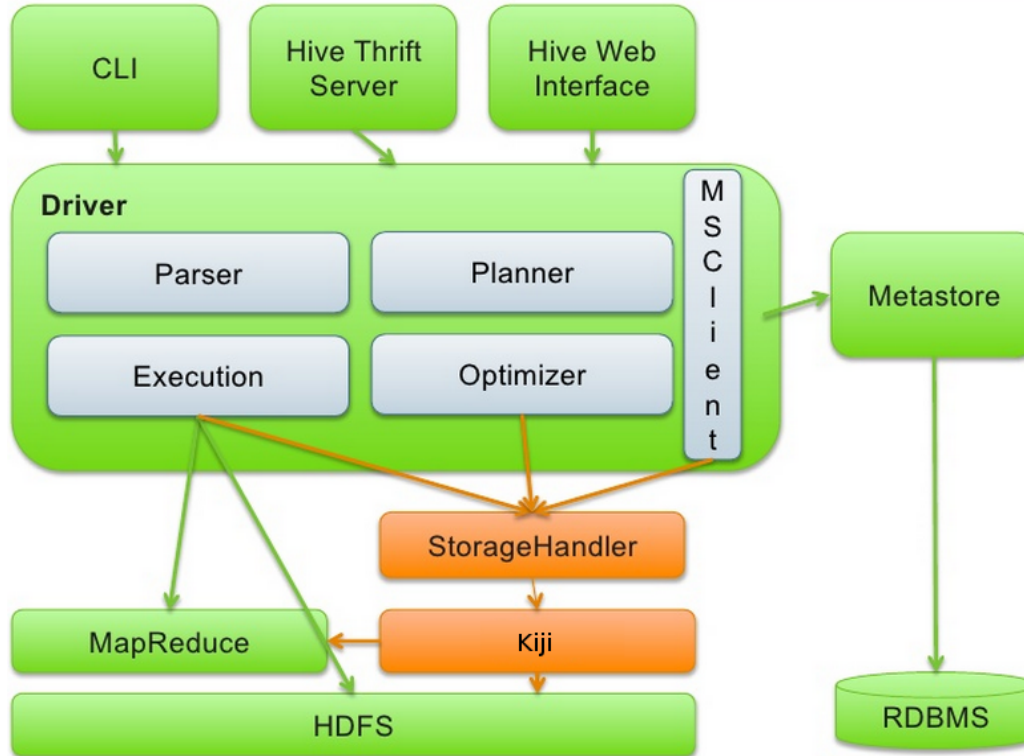 CLI
Hive Thrift
Server
Hive Web
Interface
Driver
Parser
Planner
Execution
Optimizer
M
S
C
l
i
e
n
t
Metastore
StorageHandler
MapReduce
Kiji
HDFS
RDBMS